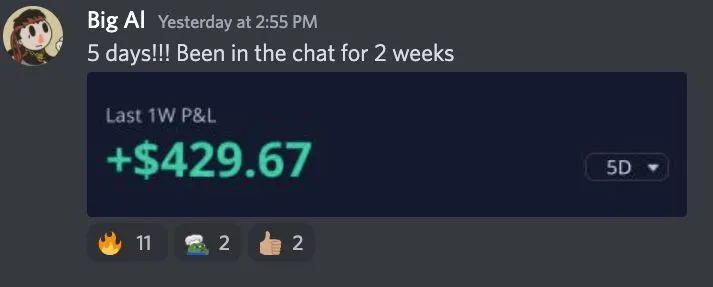 Big Al Yesterday at 2:55 PM
5 days!!! Been in the chat for 2 weeks
Last 1W P&L
+$429.67
5D
11 2 2